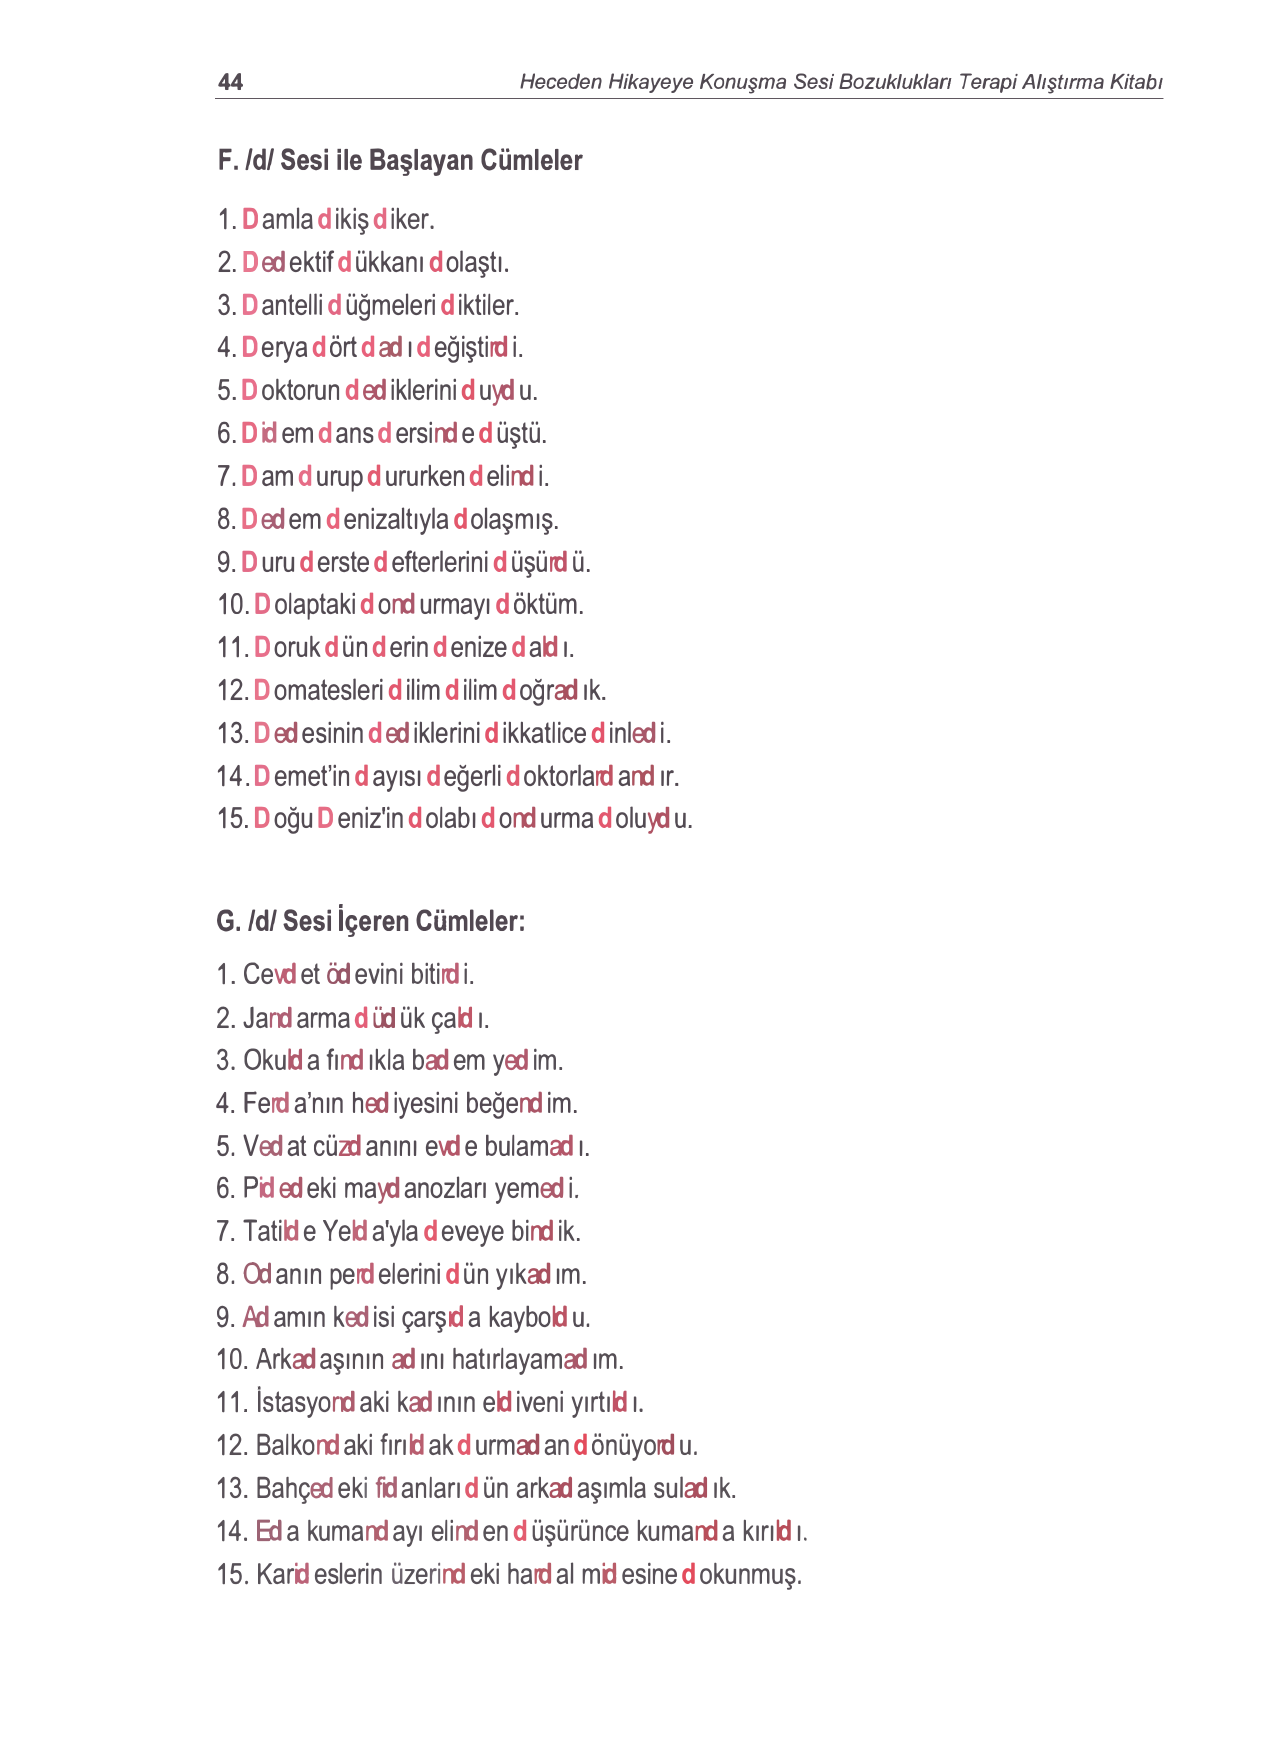 44 Heceden Hikayeye Konuşma Sesi Bozuklukları Terapi Alıştırma Kitabı
F. /d/ Sesi ile Başlayan Cümleler
1. Damla dikiş diker.
2. Dedektif dükkanı dolaştı.
3. Dantelli düğmeleri diktiler.
4. Derya dört dadı değiştirdi.
5. Doktorun dediklerini duydu.
6. Didem dans dersinde düştü.
7. Dam durup dururken delindi.
8. Dedem denizaltıyla dolaşmış.
9. Duru derste defterlerini düşürdü.
10. Dolaptaki dondurmayı döktüm.
11. Doruk dün derin denize daldı.
12. Domatesleri dilim dilim doğradık.
13. Dedesinin dediklerini dikkatlice dinledi.
14. Demet’in dayısı değerli doktorlardandır.
15. Doğu Deniz'in dolabı dondurma doluydu.
G. /d/ Sesi İçeren Cümleler:
1. Cevdet ödevini bitirdi.
2. Jandarma düdük çaldı.
3. Okulda fındıkla badem yedim.
4. Ferda’nın hediyesini beğendim.
5. Vedat cüzdanını evde bulamadı.
6. Pidedeki maydanozları yemedi.
7. Tatilde Yelda'yla deveye bindik.
8. Odanın perdelerini dün yıkadım.
9. Adamın kedisi çarşıda kayboldu.
10. Arkadaşının adını hatırlayamadım.
11. İstasyondaki kadının eldiveni yırtıldı.
12. Balkondaki fırıldak durmadan dönüyordu.
13. Bahçedeki fidanları dün arkadaşımla suladık.
14. Eda kumandayı elinden düşürünce kumanda kırıldı.
15. Karideslerin üzerindeki hardal midesine dokunmuş.